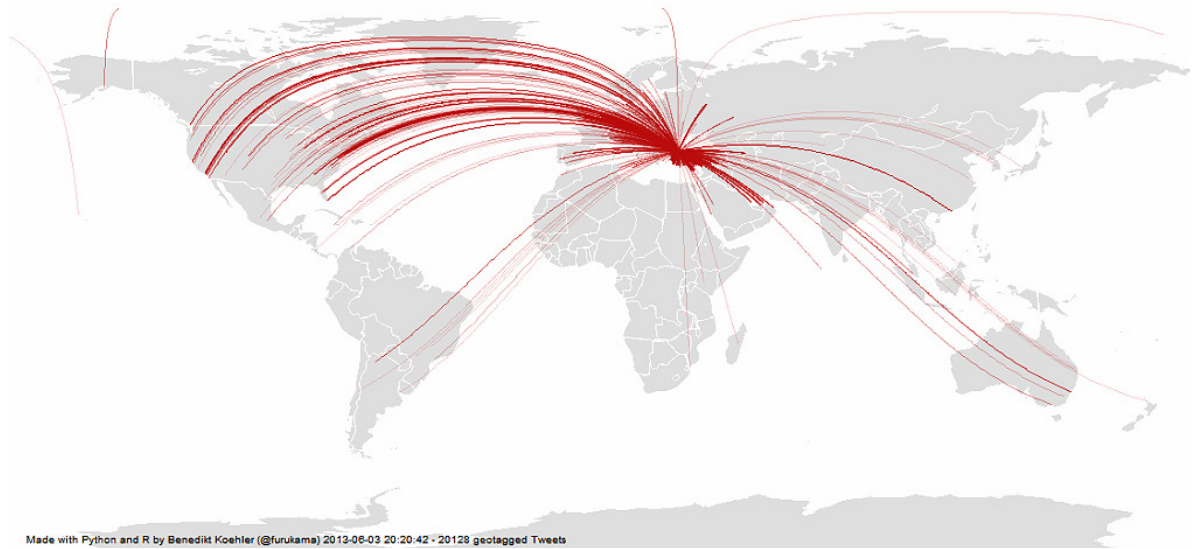 Made with Python and R by Benedikt Koehler (@furukama) 2013-06-03 20:20:42 - 20128 geotagged Tweets